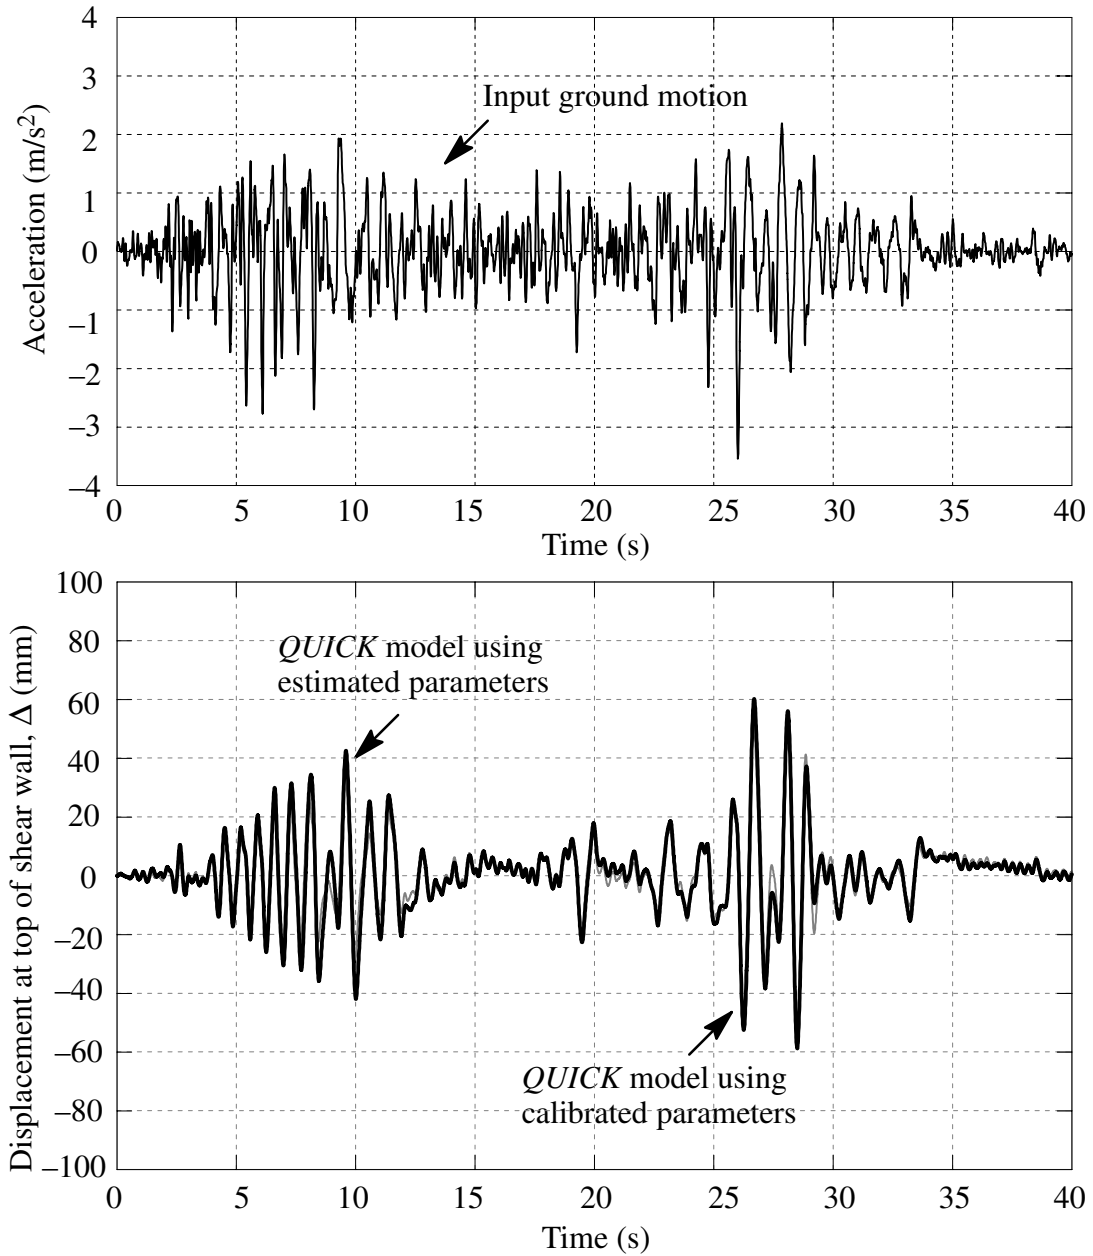 4
3
2
1
0
−1
−2
−3
−4
Acceleration (m/s²)
Input ground motion
0 5 10 15 20 25 30 35 40
Time (s)
100
80
60
40
20
0
−20
−40
−60
−80
−100
Displacement at top of shear wall, Δ (mm)
QUICK model using
estimated parameters
QUICK model using
calibrated parameters
0 5 10 15 20 25 30 35 40
Time (s)